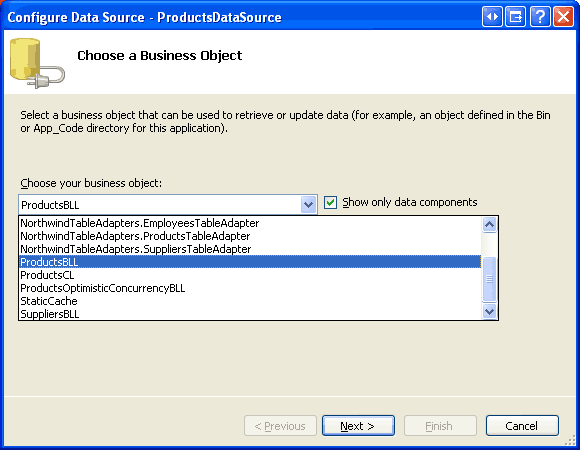 Configure Data Source - ProductsDataSource
Choose a Business Object
Select a business object that can be used to retrieve or update data (for example, an object defined in the Bin
or App_Code directory for this application).
Choose your business object:
ProductsBLL
Show only data components
NorthwindTableAdapters.EmployeesTableAdapter
NorthwindTableAdapters.ProductsTableAdapter
NorthwindTableAdapters.SuppliersTableAdapter
ProductsBLL
ProductsCL
ProductsOptimisticConcurrencyBLL
StaticCache
SuppliersBLL
< Previous
Next >
Finish
Cancel